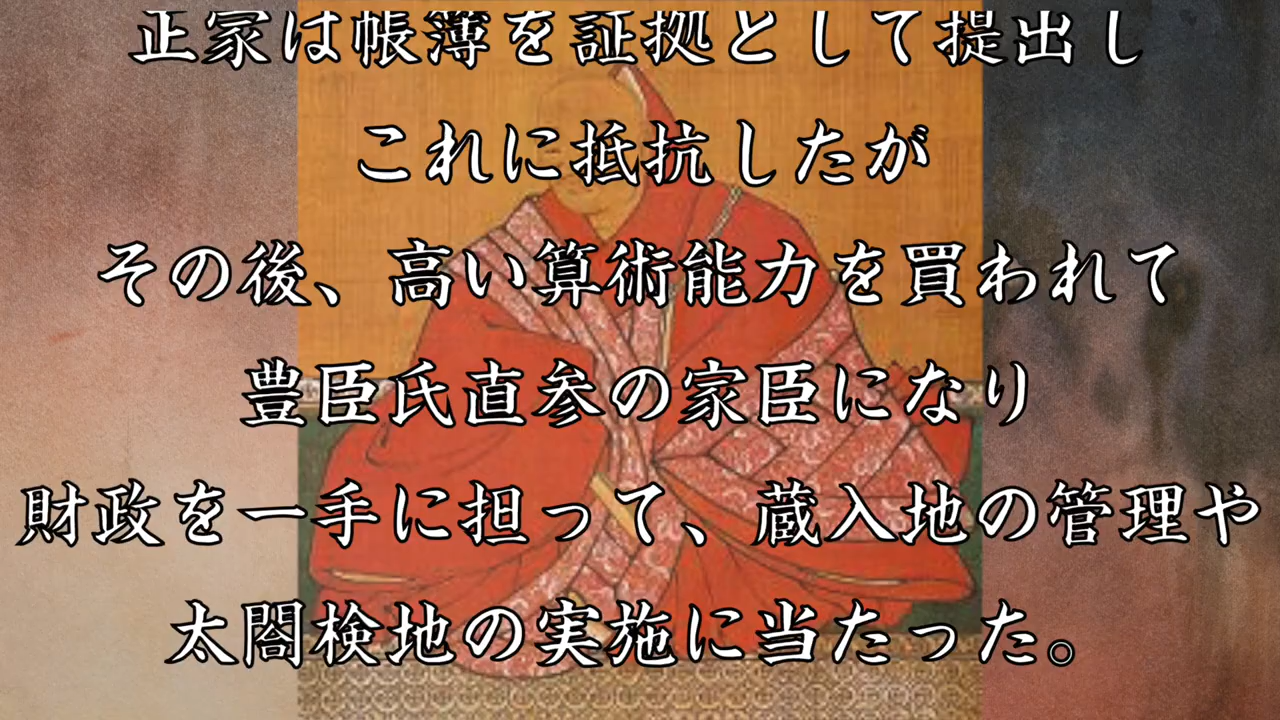 正家は帳簿を証拠として提出し
これに抵抗したが
その後、高い算術能力を買われて
豊臣氏直参の家臣になり
財政を一手に担って、蔵入地の管理や
太閤検地の実施に当たった。